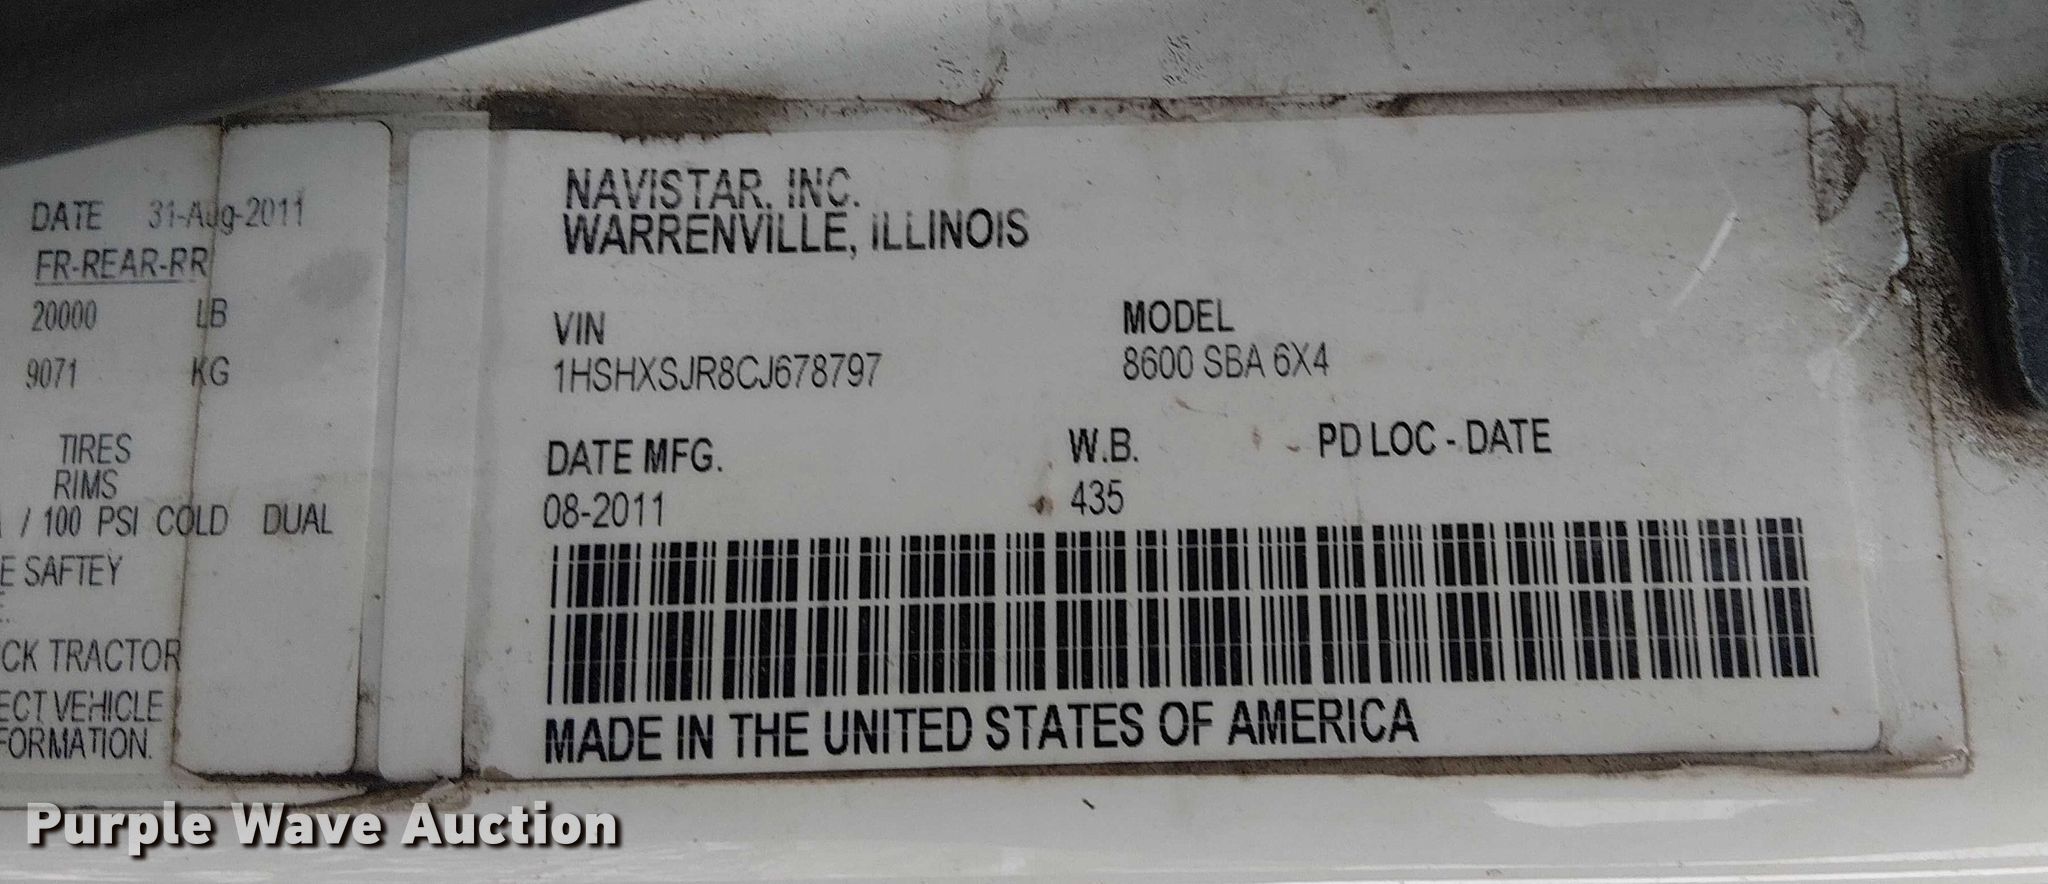 DATE 31-Aug-2011
FR-REAR-RR
20000 LB
9071 KG
TIRES
RIMS
/ 100 PSI COLD DUAL
E SAFTEY
CK TRACTOR
ECT VEHICLE
FORMATION.
NAVISTAR, INC.
WARRENVILLE, ILLINOIS
VIN MODEL
1HSHXSJR8CJ678797 8600 SBA 6X4
DATE MFG. W.B. PD LOC - DATE
08-2011 435
MADE IN THE UNITED STATES OF AMERICA
Purple Wave Auction